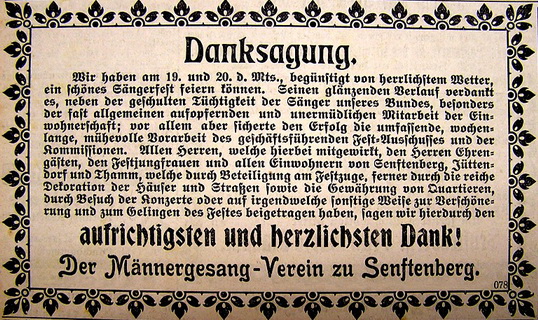 Danksagung.
Wir haben am 19. und 20. d. Mts., begünstigt von herrlichstem Wetter,
ein schönes Sängerfest feiern können. Seinen glänzenden Verlauf verdankt
es, neben der geschulten Tüchtigkeit der Sänger unseres Bundes, besonders
der fast allgemeinen aufopfernden und unermüdlichen Mitarbeit der Ein-
wohnerschaft; vor allem aber sicherte den Erfolg die umfassende, wochen-
lange, mühevolle Vorarbeit des geschäftsführenden Fest-Ausschusses und der
Kommissionen. Allen Herren, welche hierbei mitgewirkt, den Herren Ehren-
gästen, den Festjungfrauen und allen Einwohnern von Senftenberg, Jütten-
dorf und Thamm, welche durch Beteiligung am Festzuge, ferner durch die reiche
Dekoration der Häuser und Straßen sowie die Gewährung von Quartieren,
durch Besuch der Konzerte oder auf irgendwelche sonstige Weise zur Verschöne-
rung und zum Gelingen des Festes beigetragen haben, sagen wir hierdurch den
aufrichtigsten und herzlichsten Dank!
Der Männergesang-Verein zu Senftenberg.
078